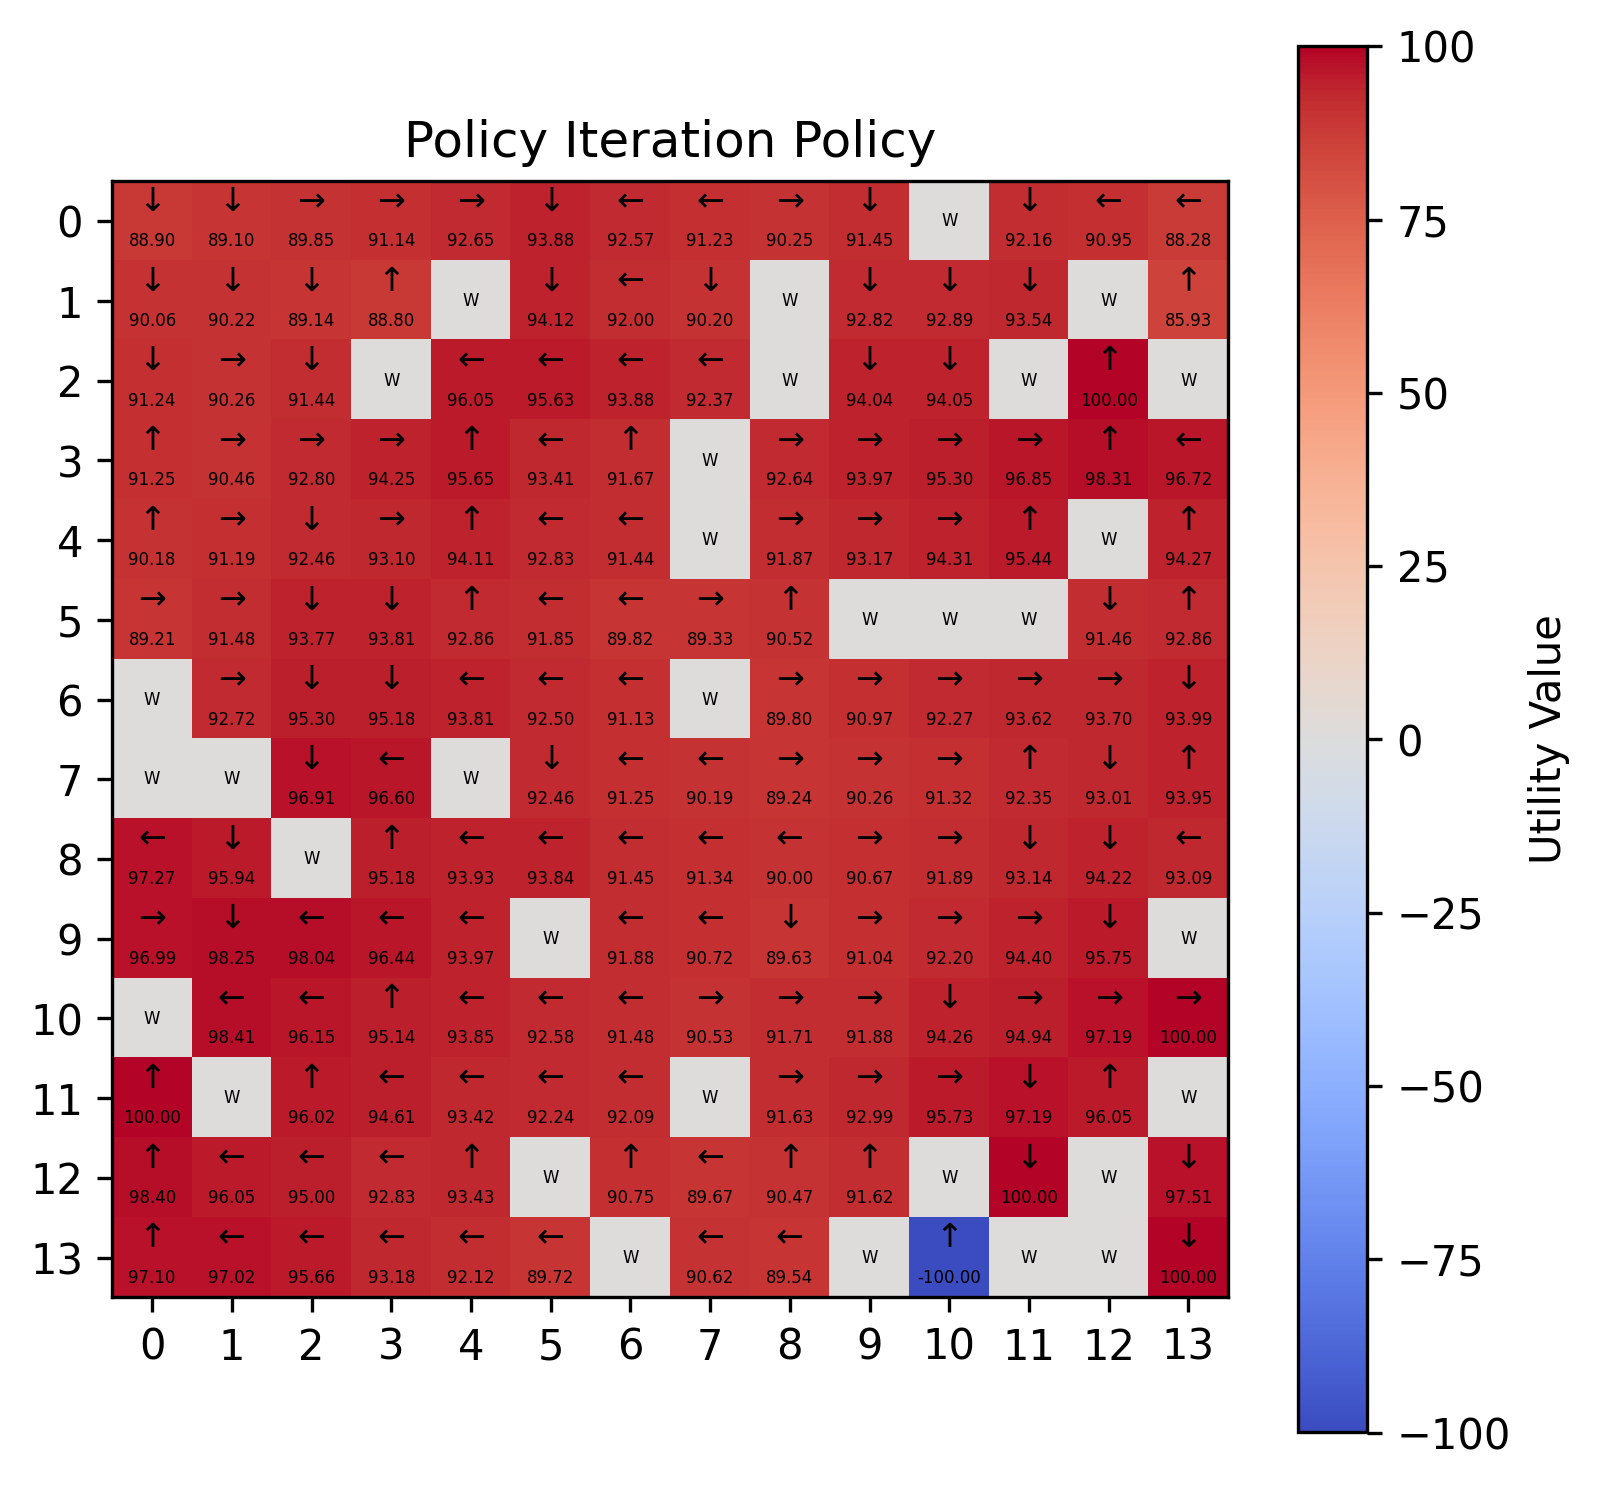 Policy Iteration Policy
0 ↓ ↓ → → → ↓ ← ← → ↓ W ↓ ← ←
88.90 89.10 89.85 91.14 92.65 93.88 92.57 91.23 90.25 91.45 92.16 90.95 88.28
1 ↓ ↓ ↓ ↑ W ↓ ← ↓ W ↓ ↓ ↓ W ↑
90.06 90.22 89.14 88.80 94.12 92.00 90.20 92.82 92.89 93.54 85.93
2 ↓ → ↓ W ← ← ← ← W ↓ ↓ W ↑ W
91.24 90.26 91.44 96.05 95.63 93.88 92.37 94.04 94.05 100.00
3 ↑ → → → ↑ ← ↑ W → → → → ↑ ←
91.25 90.46 92.80 94.25 95.65 93.41 91.67 92.64 93.97 95.30 96.85 98.31 96.72
4 ↑ → ↓ → ↑ ← ← W → → → ↑ W ↑
90.18 91.19 92.46 93.10 94.11 92.83 91.44 91.87 93.17 94.31 95.44 94.27
5 → → ↓ ↓ ↑ ← ← → ↑ W W W ↓ ↑
89.21 91.48 93.77 93.81 92.86 91.85 89.82 89.33 90.52 91.46 92.86
6 W → ↓ ↓ ← ← ← W → → → → → ↓
92.72 95.30 95.18 93.81 92.50 91.13 89.80 90.97 92.27 93.62 93.70 93.99
7 W W ↓ ← W ↓ ← ← → → → ↑ ↓ ↑
96.91 96.60 92.46 91.25 90.19 89.24 90.26 91.32 92.35 93.01 93.95
8 ← ↓ W ↑ ← ← ← ← ← → → ↓ ↓ ←
97.27 95.94 95.18 93.93 93.84 91.45 91.34 90.00 90.67 91.89 93.14 94.22 93.09
9 → ↓ ← ← ← W ← ← ↓ → → → ↓ W
96.99 98.25 98.04 96.44 93.97 91.88 90.72 89.63 91.04 92.20 94.40 95.75
10 W ← ← ↑ ← ← ← → → → ↓ → → →
98.41 96.15 95.14 93.85 92.58 91.48 90.53 91.71 91.88 94.26 94.94 97.19 100.00
11 ↑ W ↑ ← ← ← ← W → → → ↓ ↑ W
100.00 96.02 94.61 93.42 92.24 92.09 91.63 92.99 95.73 97.19 96.05
12 ↑ ← ← ← ↑ W ↑ ← ↑ ↑ W ↓ W ↓
98.40 96.05 95.00 92.83 93.43 90.75 89.67 90.47 91.62 100.00 97.51
13 ↑ ← ← ← ← ← W ← ← W ↑ W W ↓
97.10 97.02 95.66 93.18 92.12 89.72 90.62 89.54 -100.00 100.00
0 1 2 3 4 5 6 7 8 9 10 11 12 13
100
75
50
25
0
−25
−50
−75
−100
Utility Value